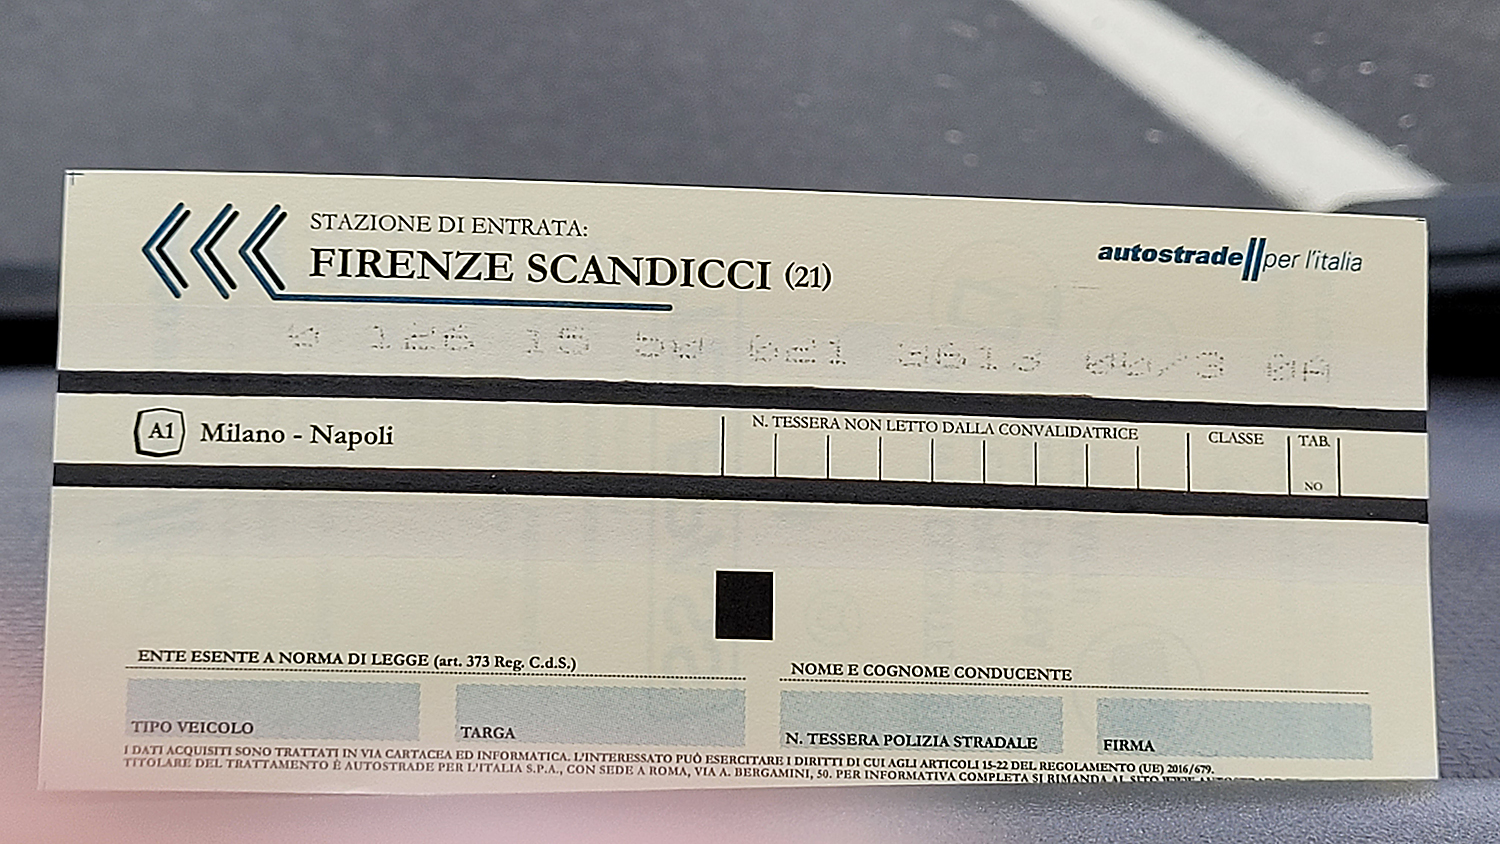 STAZIONE DI ENTRATA:
FIRENZE SCANDICCI (21)
autostrade per l'italia
A1 Milano - Napoli
N. TESSERA NON LETTO DALLA CONVALIDATRICE
CLASSE
TAB.
NO
ENTE ESENTE A NORMA DI LEGGE (art. 373 Reg. C.d.S.)
NOME E COGNOME CONDUCENTE
TIPO VEICOLO
TARGA
N. TESSERA POLIZIA STRADALE
FIRMA
I DATI ACQUISITI SONO TRATTATI IN VIA CARTACEA ED INFORMATICA. L'INTERESSATO PUÒ ESERCITARE I DIRITTI DI CUI AGLI ARTICOLI 15-22 DEL REGOLAMENTO (UE) 2016/679.
TITOLARE DEL TRATTAMENTO È AUTOSTRADE PER L'ITALIA S.P.A., CON SEDE A ROMA, VIA A. BERGAMINI, 50. PER INFORMATIVA COMPLETA SI RIMANDA AL SITO